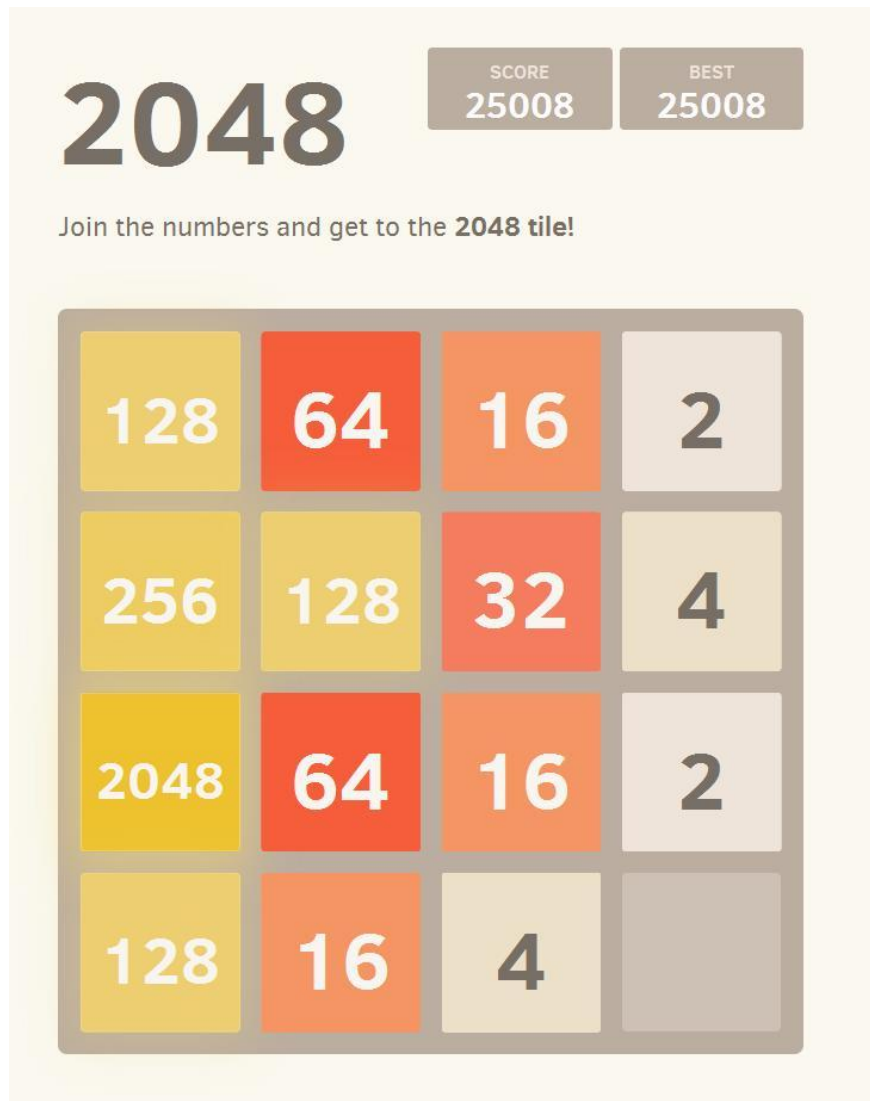 2048
SCORE
25008
BEST
25008
Join the numbers and get to the 2048 tile!
128 64 16 2
256 128 32 4
2048 64 16 2
128 16 4